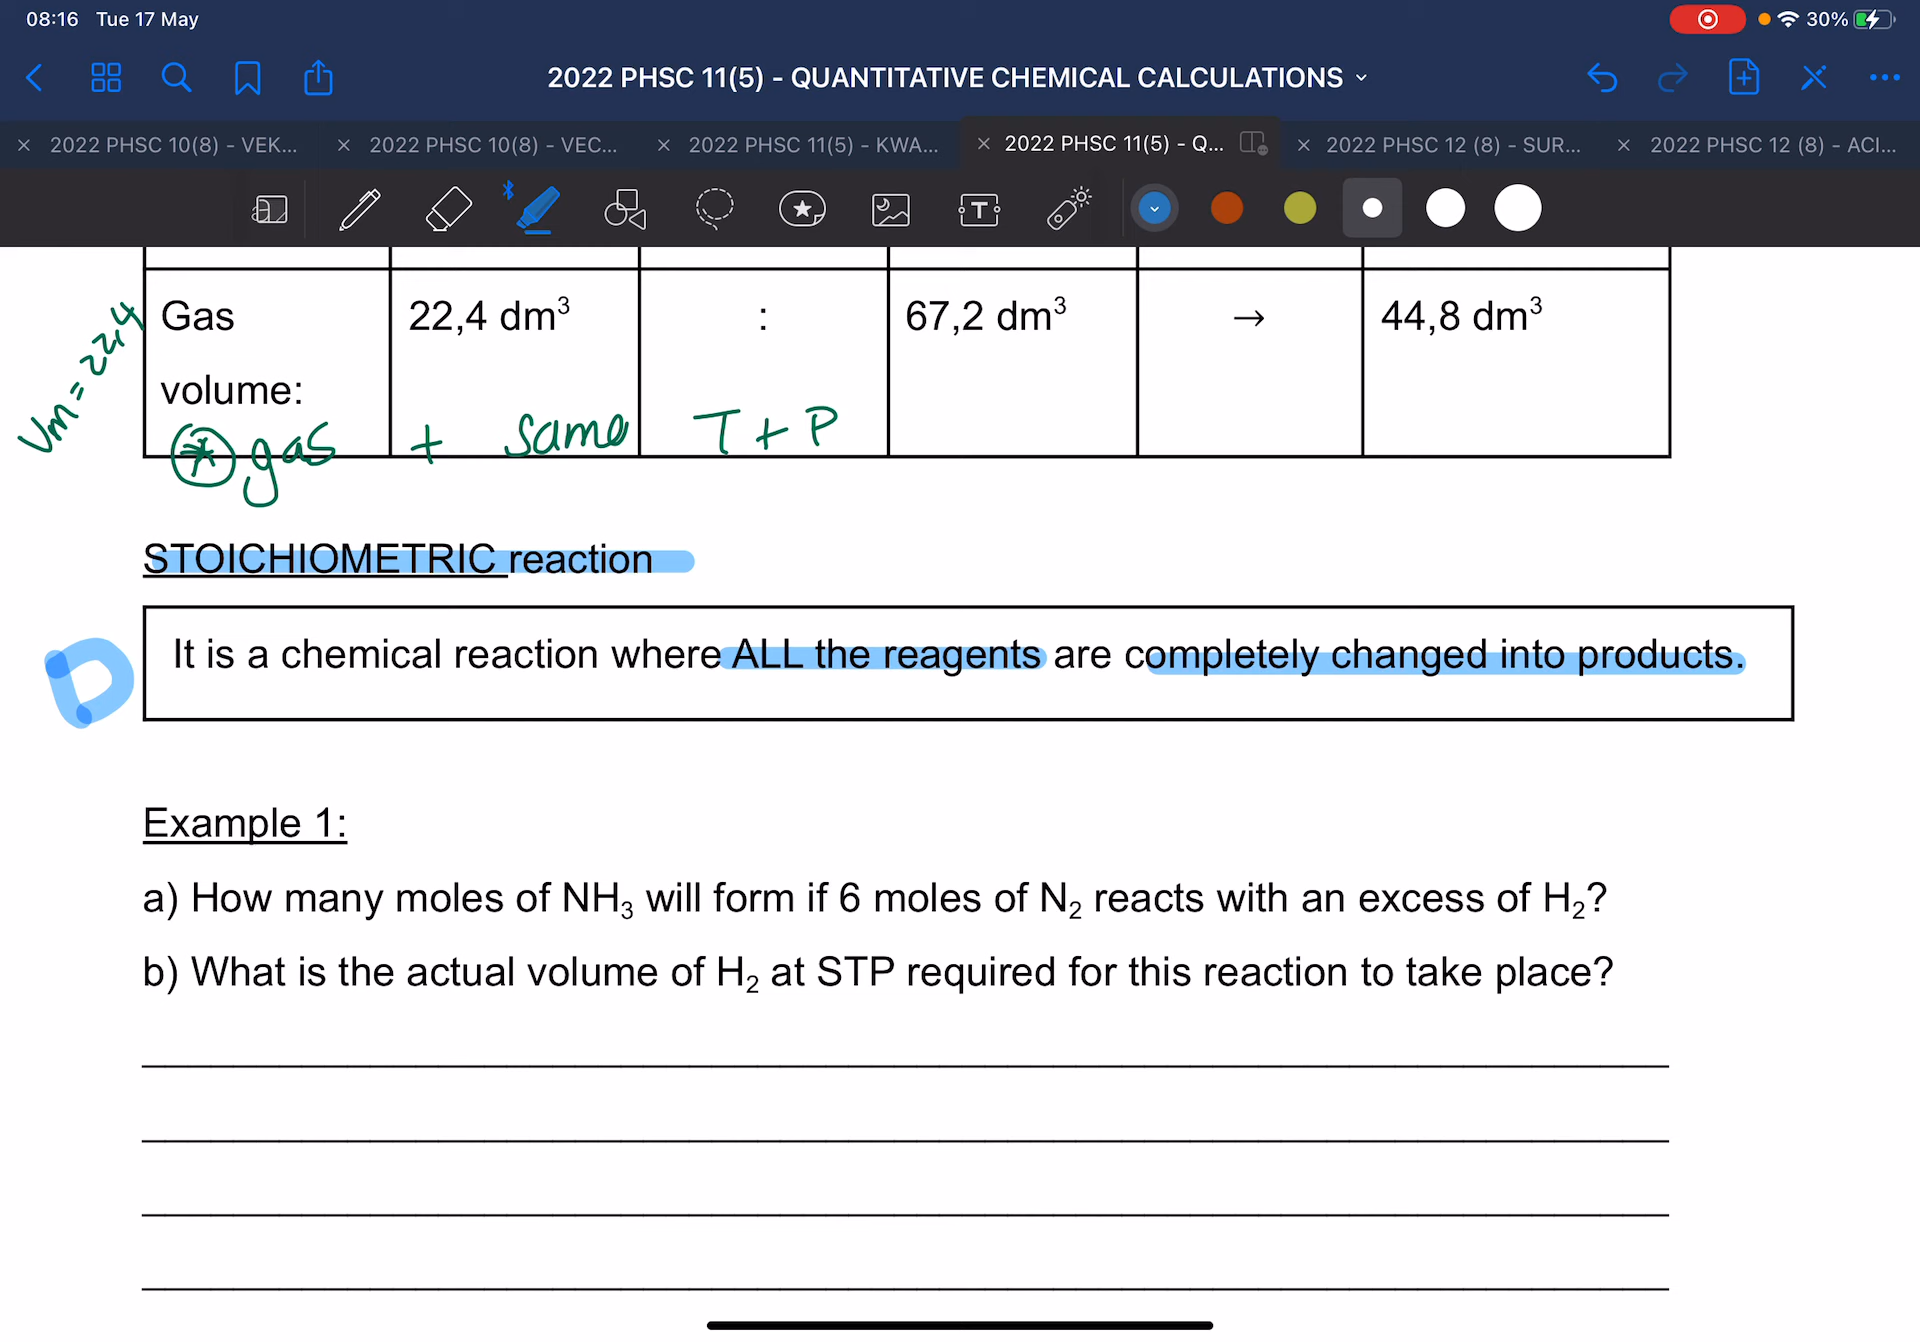 08:16 Tue 17 May 30%
2022 PHSC 11(5) - QUANTITATIVE CHEMICAL CALCULATIONS
2022 PHSC 10(8) - VEK... 2022 PHSC 10(8) - VEC... 2022 PHSC 11(5) - KWA... 2022 PHSC 11(5) - Q... 2022 PHSC 12 (8) - SUR... 2022 PHSC 12 (8) - ACI...
Vm = 22,4
Gas volume: 22,4 dm³ : 67,2 dm³ → 44,8 dm³
* gas + same T + P
STOICHIOMETRIC reaction
D
It is a chemical reaction where ALL the reagents are completely changed into products.
Example 1:
a) How many moles of NH₃ will form if 6 moles of N₂ reacts with an excess of H₂?
b) What is the actual volume of H₂ at STP required for this reaction to take place?